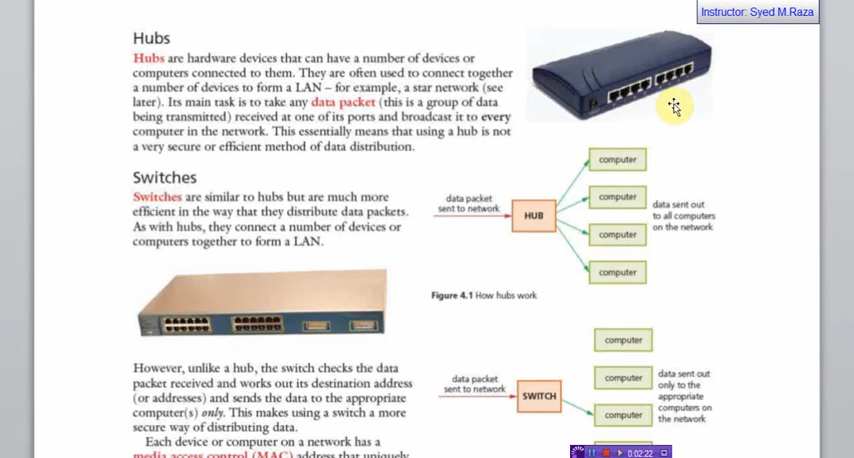 Instructor: Syed M.Raza
Hubs
Hubs are hardware devices that can have a number of devices or
computers connected to them. They are often used to connect together
a number of devices to form a LAN – for example, a star network (see
later). Its main task is to take any data packet (this is a group of data
being transmitted) received at one of its ports and broadcast it to every
computer in the network. This essentially means that using a hub is not
a very secure or efficient method of data distribution.
Switches
Switches are similar to hubs but are much more
efficient in the way that they distribute data packets.
As with hubs, they connect a number of devices or
computers together to form a LAN.
data packet
sent to network
HUB
computer
computer
computer
computer
data sent out
to all computers
on the network
Figure 4.1 How hubs work
However, unlike a hub, the switch checks the data
packet received and works out its destination address
(or addresses) and sends the data to the appropriate
computer(s) only. This makes using a switch a more
secure way of distributing data.
Each device or computer on a network has a
media access control (MAC) address that uniquely
data packet
sent to network
SWITCH
computer
computer
computer
data sent out
only to the
appropriate
computers on
the network
0:02:22